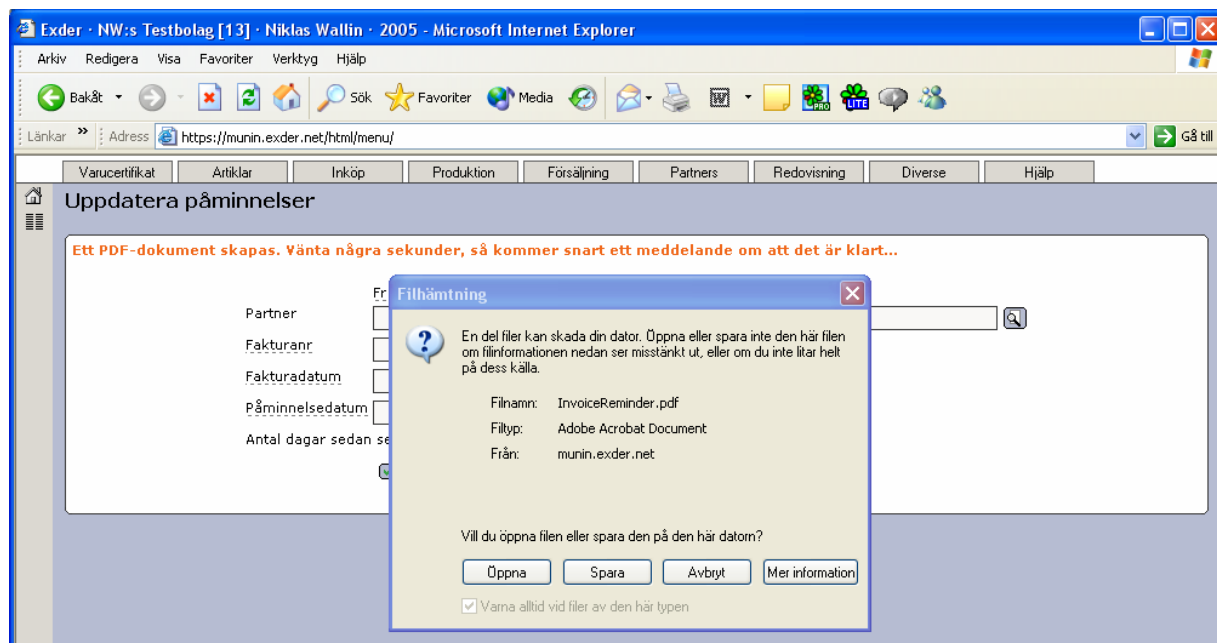 Exder · NW:s Testbolag [13] · Niklas Wallin · 2005 - Microsoft Internet Explorer
Arkiv Redigera Visa Favoriter Verktyg Hjälp
Bakåt Sök Favoriter Media W PRO LITE
Länkar » Adress https://munin.exder.net/html/menu/ Gå till
Varucertifikat Artiklar Inköp Produktion Försäljning Partners Redovisning Diverse Hjälp
Uppdatera påminnelser
Ett PDF-dokument skapas. Vänta några sekunder, så kommer snart ett meddelande om att det är klart...
Fr
Partner
Fakturanr
Fakturadatum
Påminnelsedatum
Antal dagar sedan se
Filhämtning
En del filer kan skada din dator. Öppna eller spara inte den här filen
om filinformationen nedan ser misstänkt ut, eller om du inte litar helt
på dess källa.
Filnamn: InvoiceReminder.pdf
Filtyp: Adobe Acrobat Document
Från: munin.exder.net
Vill du öppna filen eller spara den på den här datorn?
Öppna Spara Avbryt Mer information
Varna alltid vid filer av den här typen